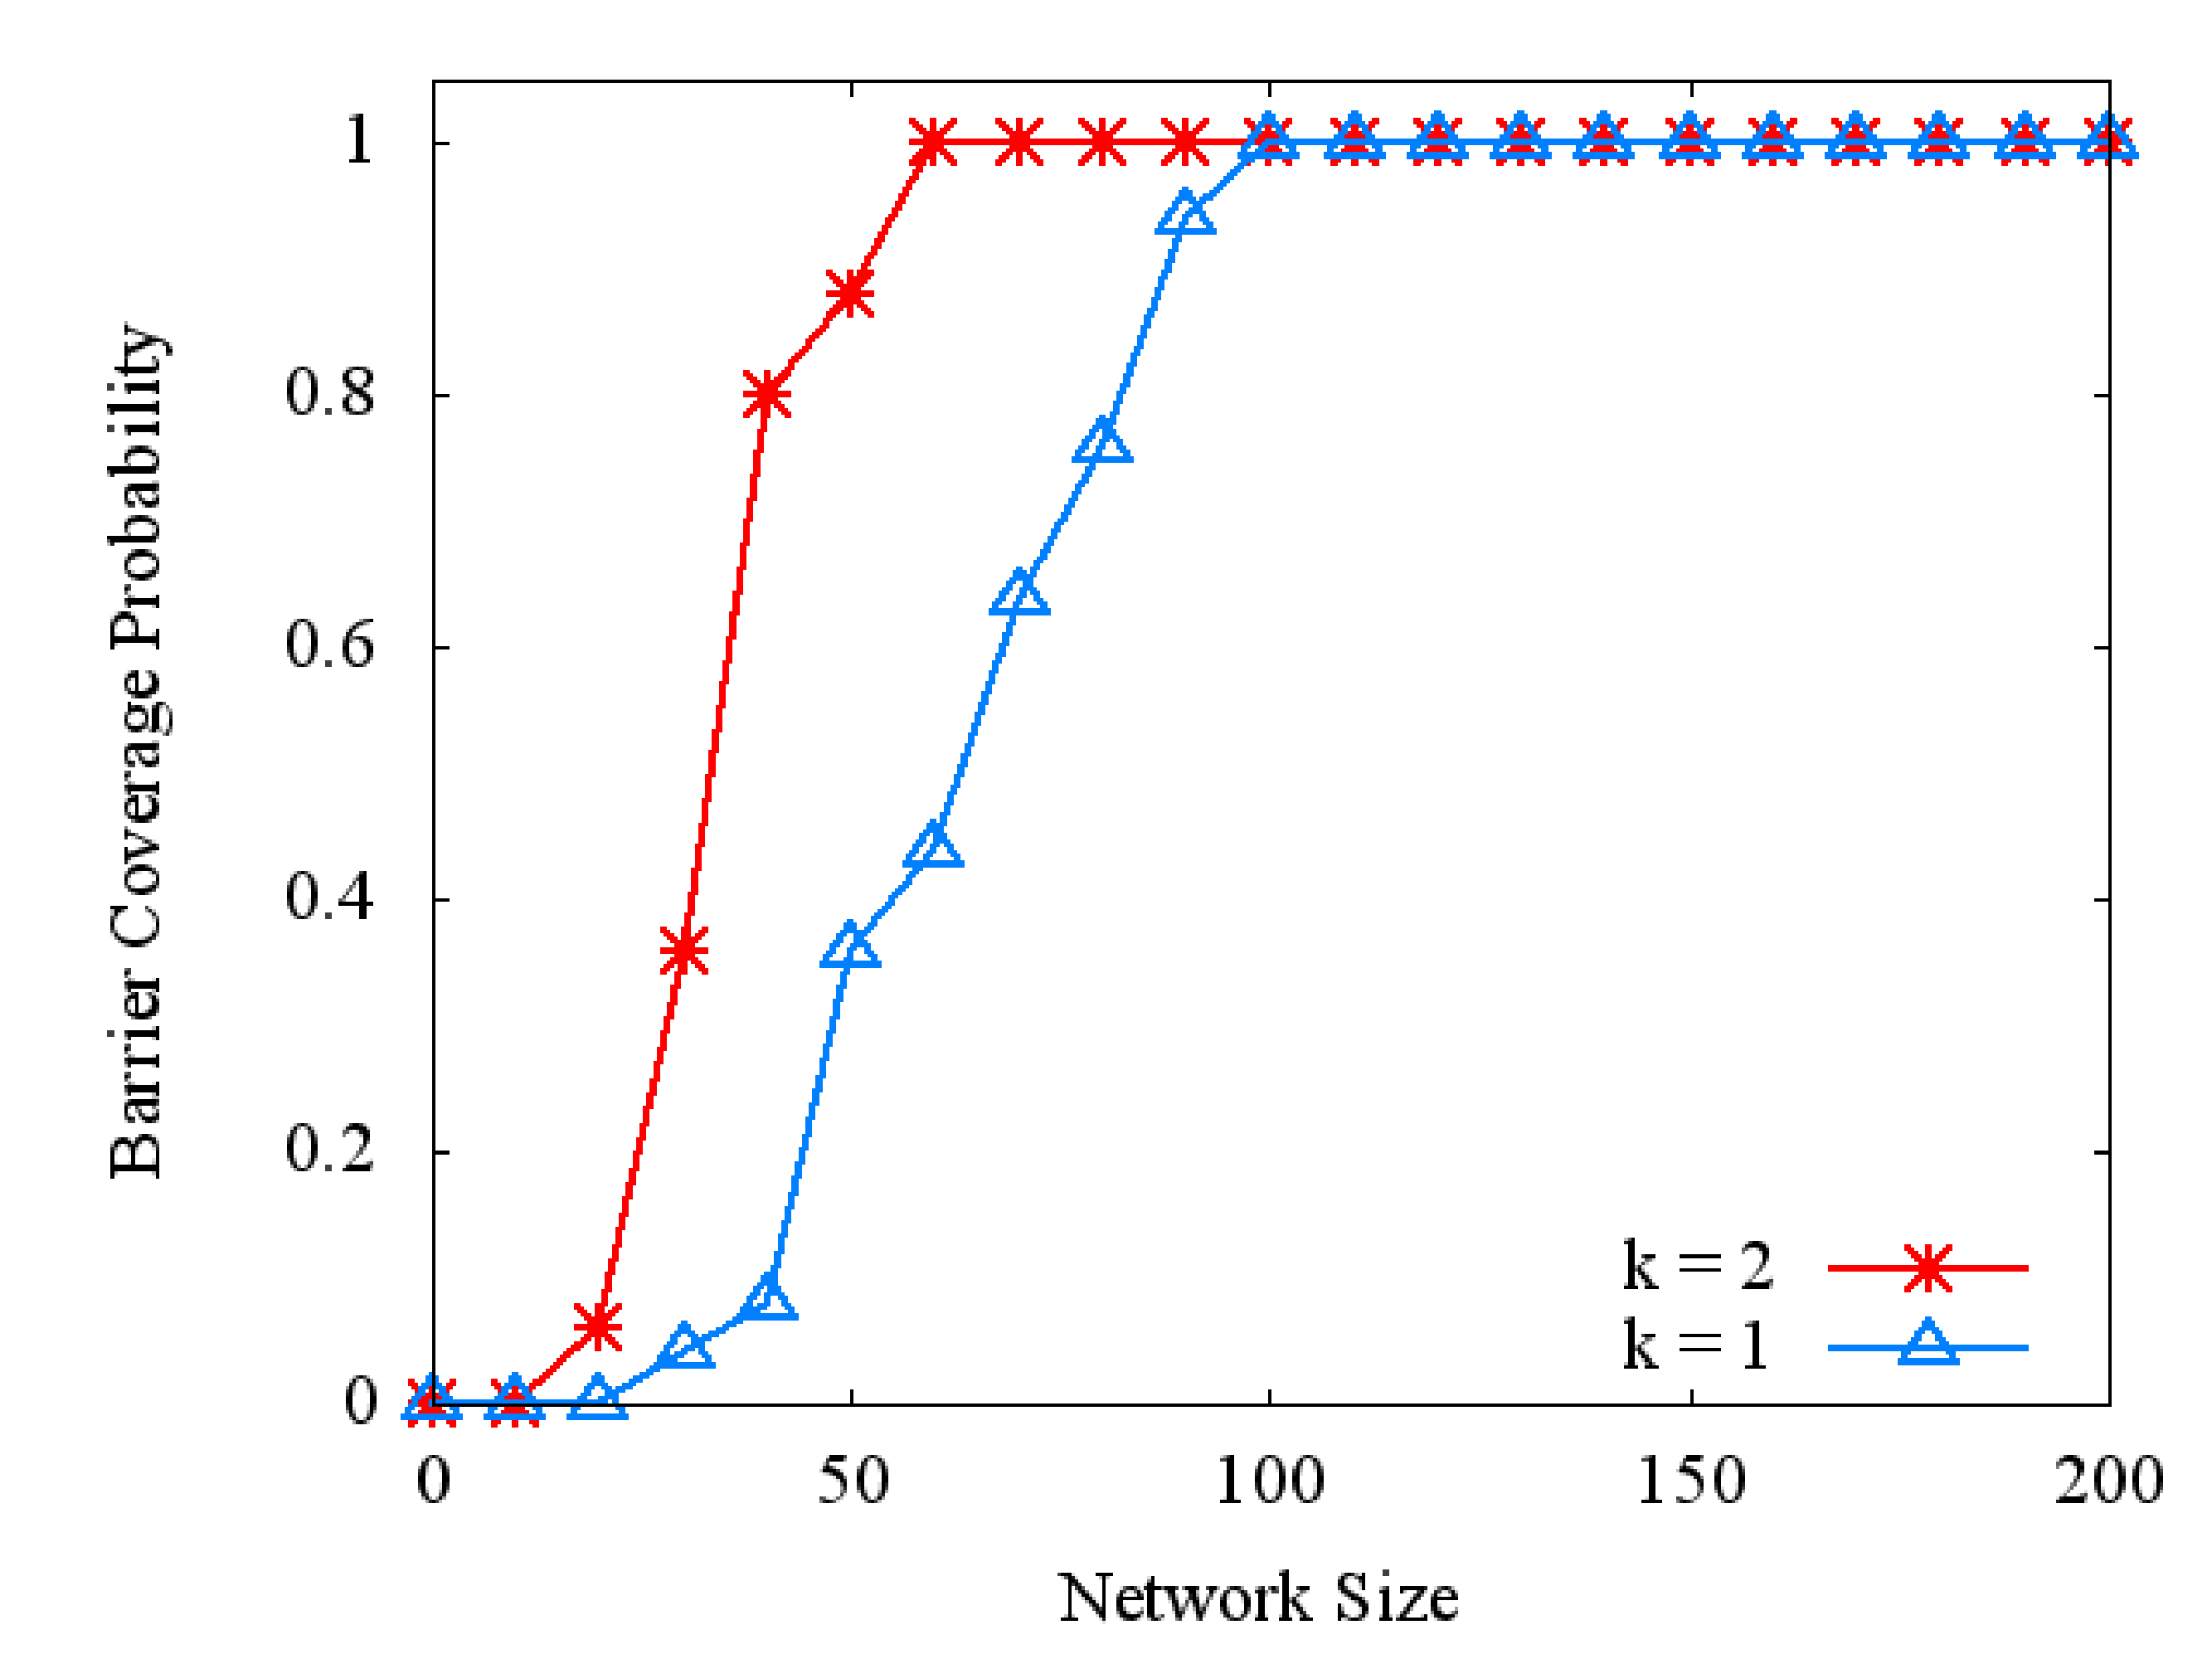 Barrier Coverage Probability
1
0.8
0.6
0.4
0.2
0
0 50 100 150 200
Network Size
k = 2
k = 1